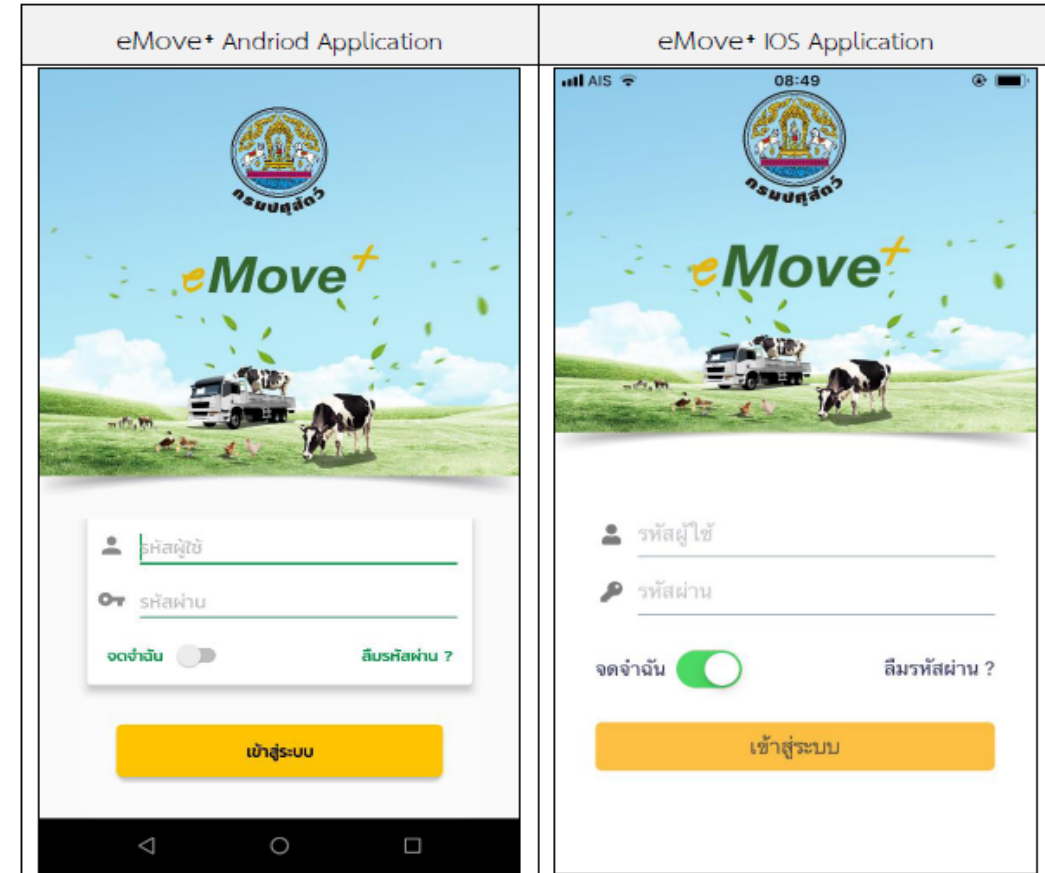 eMove+ Andriod Application
eMove+ IOS Application
กรมปศุสัตว์
eMove+
รหัสผู้ใช้
รหัสผ่าน
จดจำฉัน
ลืมรหัสผ่าน ?
เข้าสู่ระบบ
AIS
08:49
กรมปศุสัตว์
eMove+
รหัสผู้ใช้
รหัสผ่าน
จดจำฉัน
ลืมรหัสผ่าน ?
เข้าสู่ระบบ